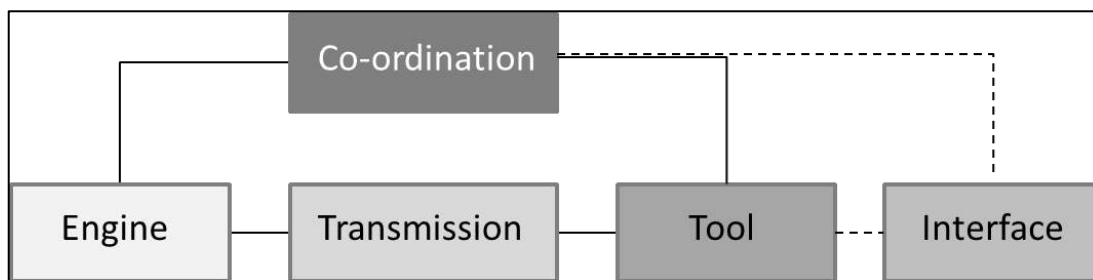 Co-ordination
Engine
Transmission
Tool
Interface